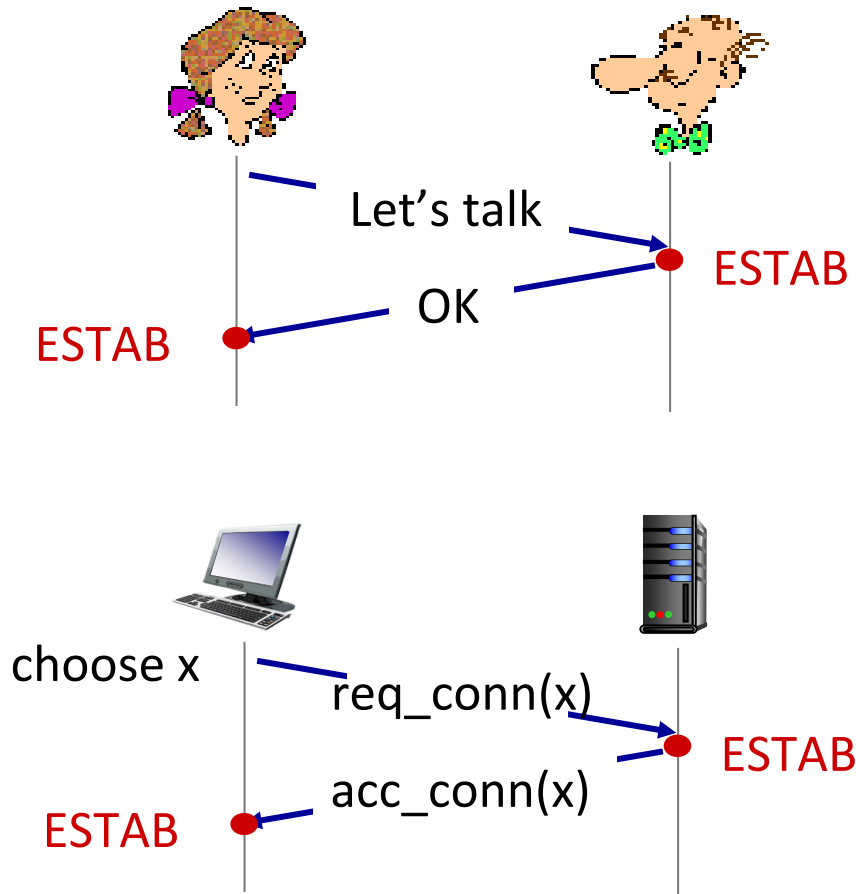 Let's talk
ESTAB
OK
ESTAB
choose x
req_conn(x)
ESTAB
acc_conn(x)
ESTAB